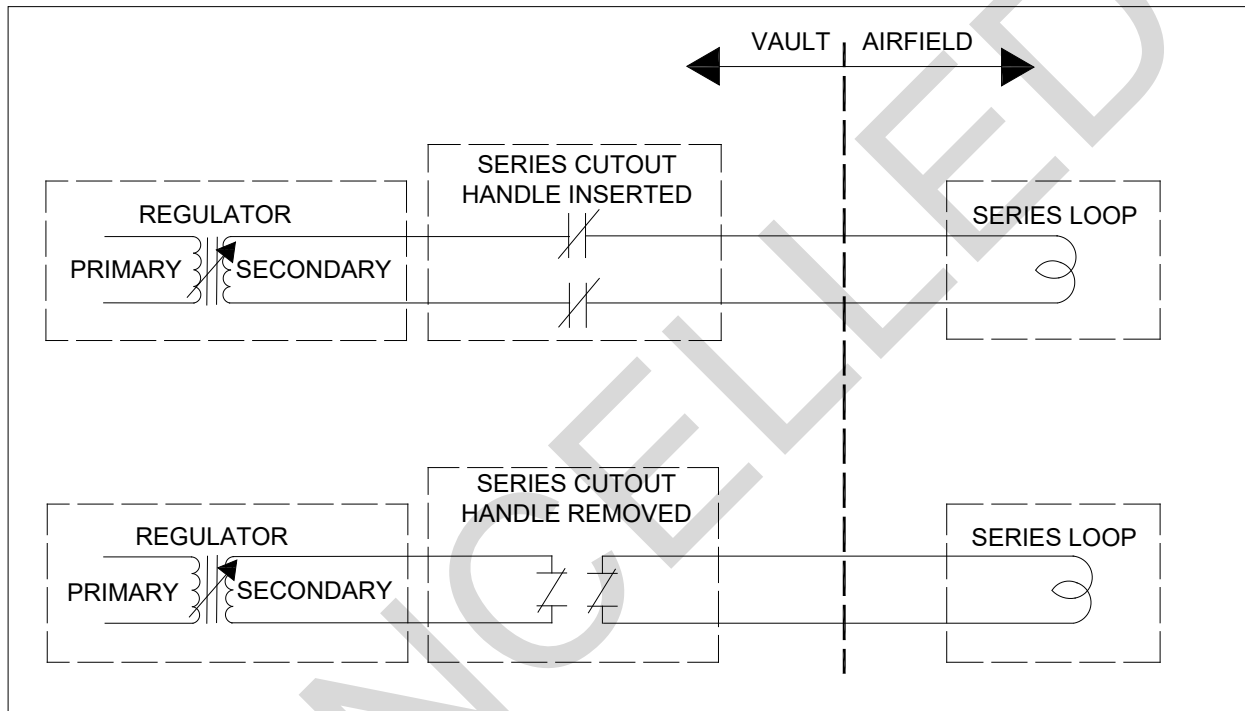 VAULT AIRFIELD
SERIES CUTOUT
HANDLE INSERTED
REGULATOR
SERIES LOOP
PRIMARY SECONDARY
SERIES CUTOUT
HANDLE REMOVED
REGULATOR
SERIES LOOP
PRIMARY SECONDARY
NCELLED